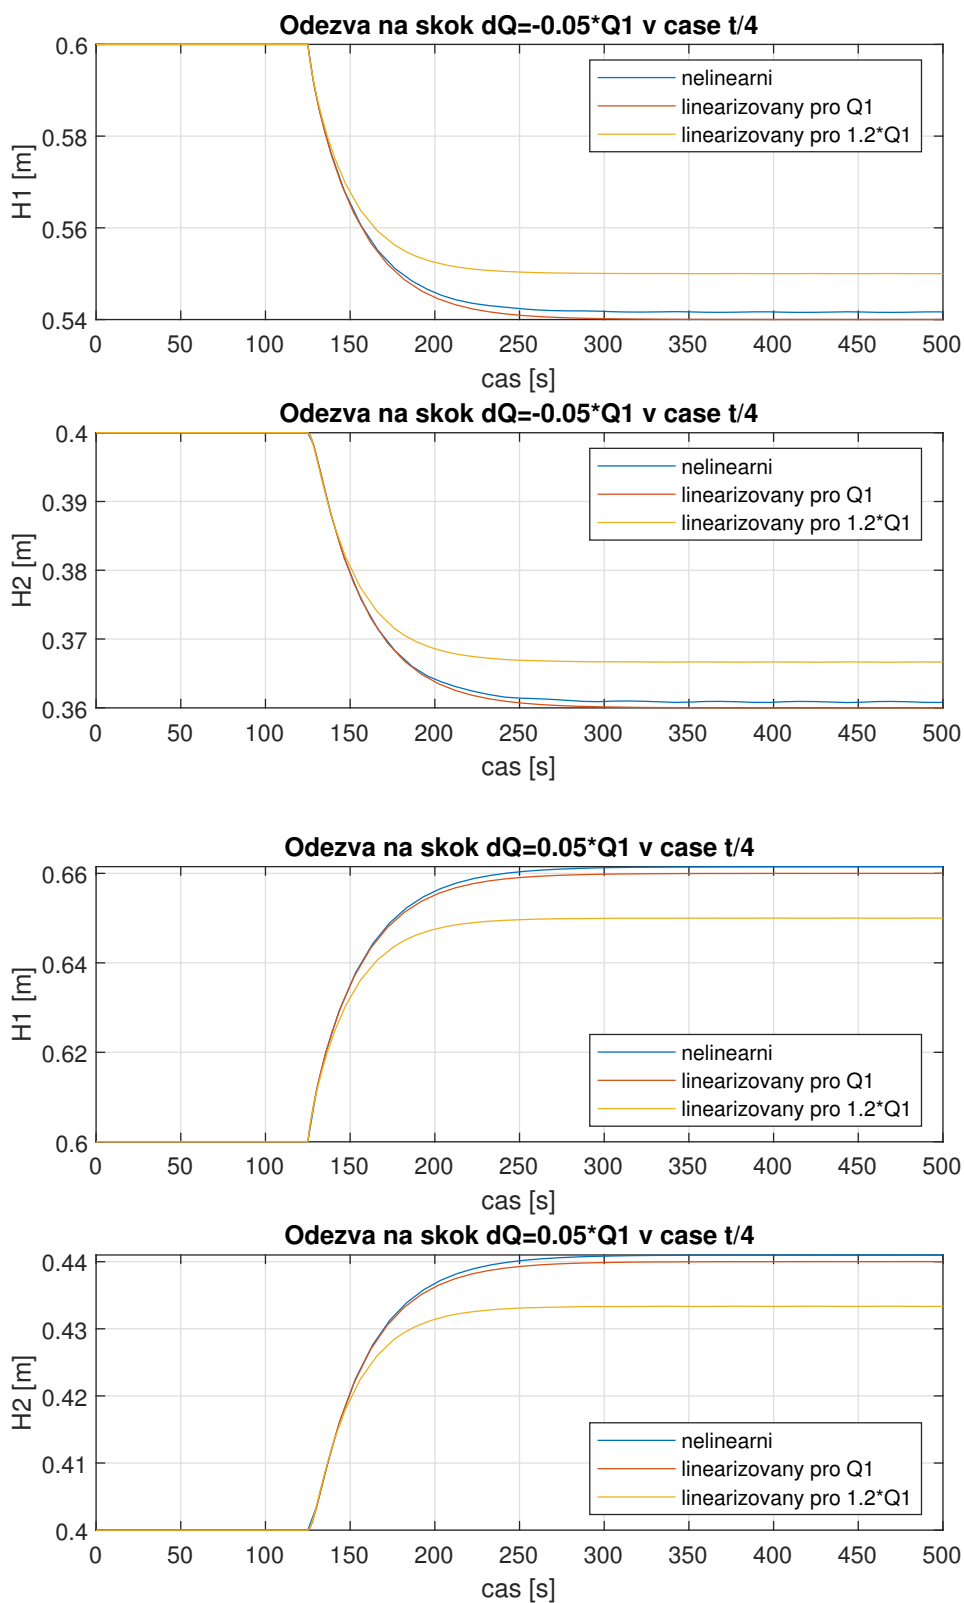 Odezva na skok dQ=-0.05*Q1 v case t/4
0.6
0.58
0.56
0.54
H1 [m]
nelinearni
linearizovany pro Q1
linearizovany pro 1.2*Q1
0 50 100 150 200 250 300 350 400 450 500
cas [s]
Odezva na skok dQ=-0.05*Q1 v case t/4
0.4
0.39
0.38
0.37
0.36
H2 [m]
nelinearni
linearizovany pro Q1
linearizovany pro 1.2*Q1
0 50 100 150 200 250 300 350 400 450 500
cas [s]
Odezva na skok dQ=0.05*Q1 v case t/4
0.66
0.64
0.62
0.6
H1 [m]
nelinearni
linearizovany pro Q1
linearizovany pro 1.2*Q1
0 50 100 150 200 250 300 350 400 450 500
cas [s]
Odezva na skok dQ=0.05*Q1 v case t/4
0.44
0.43
0.42
0.41
0.4
H2 [m]
nelinearni
linearizovany pro Q1
linearizovany pro 1.2*Q1
0 50 100 150 200 250 300 350 400 450 500
cas [s]